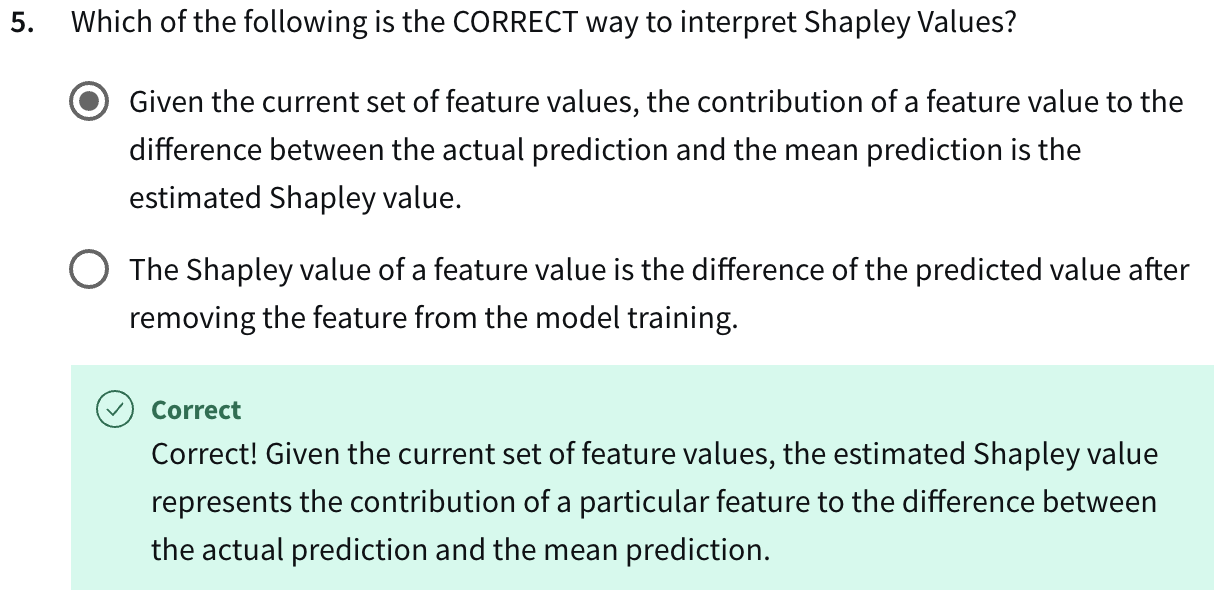 5. Which of the following is the CORRECT way to interpret Shapley Values?
Given the current set of feature values, the contribution of a feature value to the
difference between the actual prediction and the mean prediction is the
estimated Shapley value.
The Shapley value of a feature value is the difference of the predicted value after
removing the feature from the model training.
Correct
Correct! Given the current set of feature values, the estimated Shapley value
represents the contribution of a particular feature to the difference between
the actual prediction and the mean prediction.